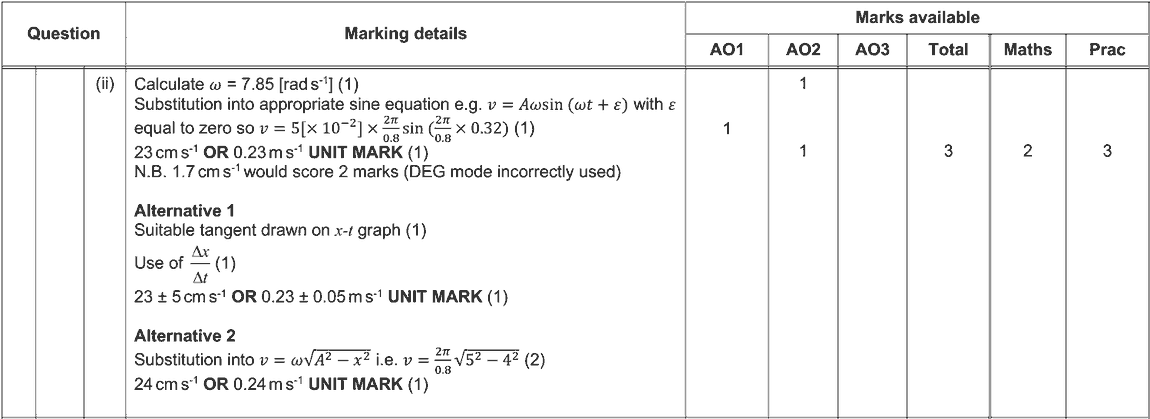 Question Marking details Marks available
AO1 AO2 AO3 Total Maths Prac
(ii) Calculate ω = 7.85 [rad s⁻¹] (1) 1
Substitution into appropriate sine equation e.g. v = Aωsin (ωt + ε) with ε
equal to zero so v = 5[× 10⁻²] × 2π/0.8 sin (2π/0.8 × 0.32) (1) 1
23 cm s⁻¹ OR 0.23 m s⁻¹ UNIT MARK (1) 1 3 2 3
N.B. 1.7 cm s⁻¹ would score 2 marks (DEG mode incorrectly used)
Alternative 1
Suitable tangent drawn on x-t graph (1)
Use of Δx/Δt (1)
23 ± 5 cm s⁻¹ OR 0.23 ± 0.05 m s⁻¹ UNIT MARK (1)
Alternative 2
Substitution into v = ω√(A² − x²) i.e. v = 2π/0.8 √(5² − 4²) (2)
24 cm s⁻¹ OR 0.24 m s⁻¹ UNIT MARK (1)